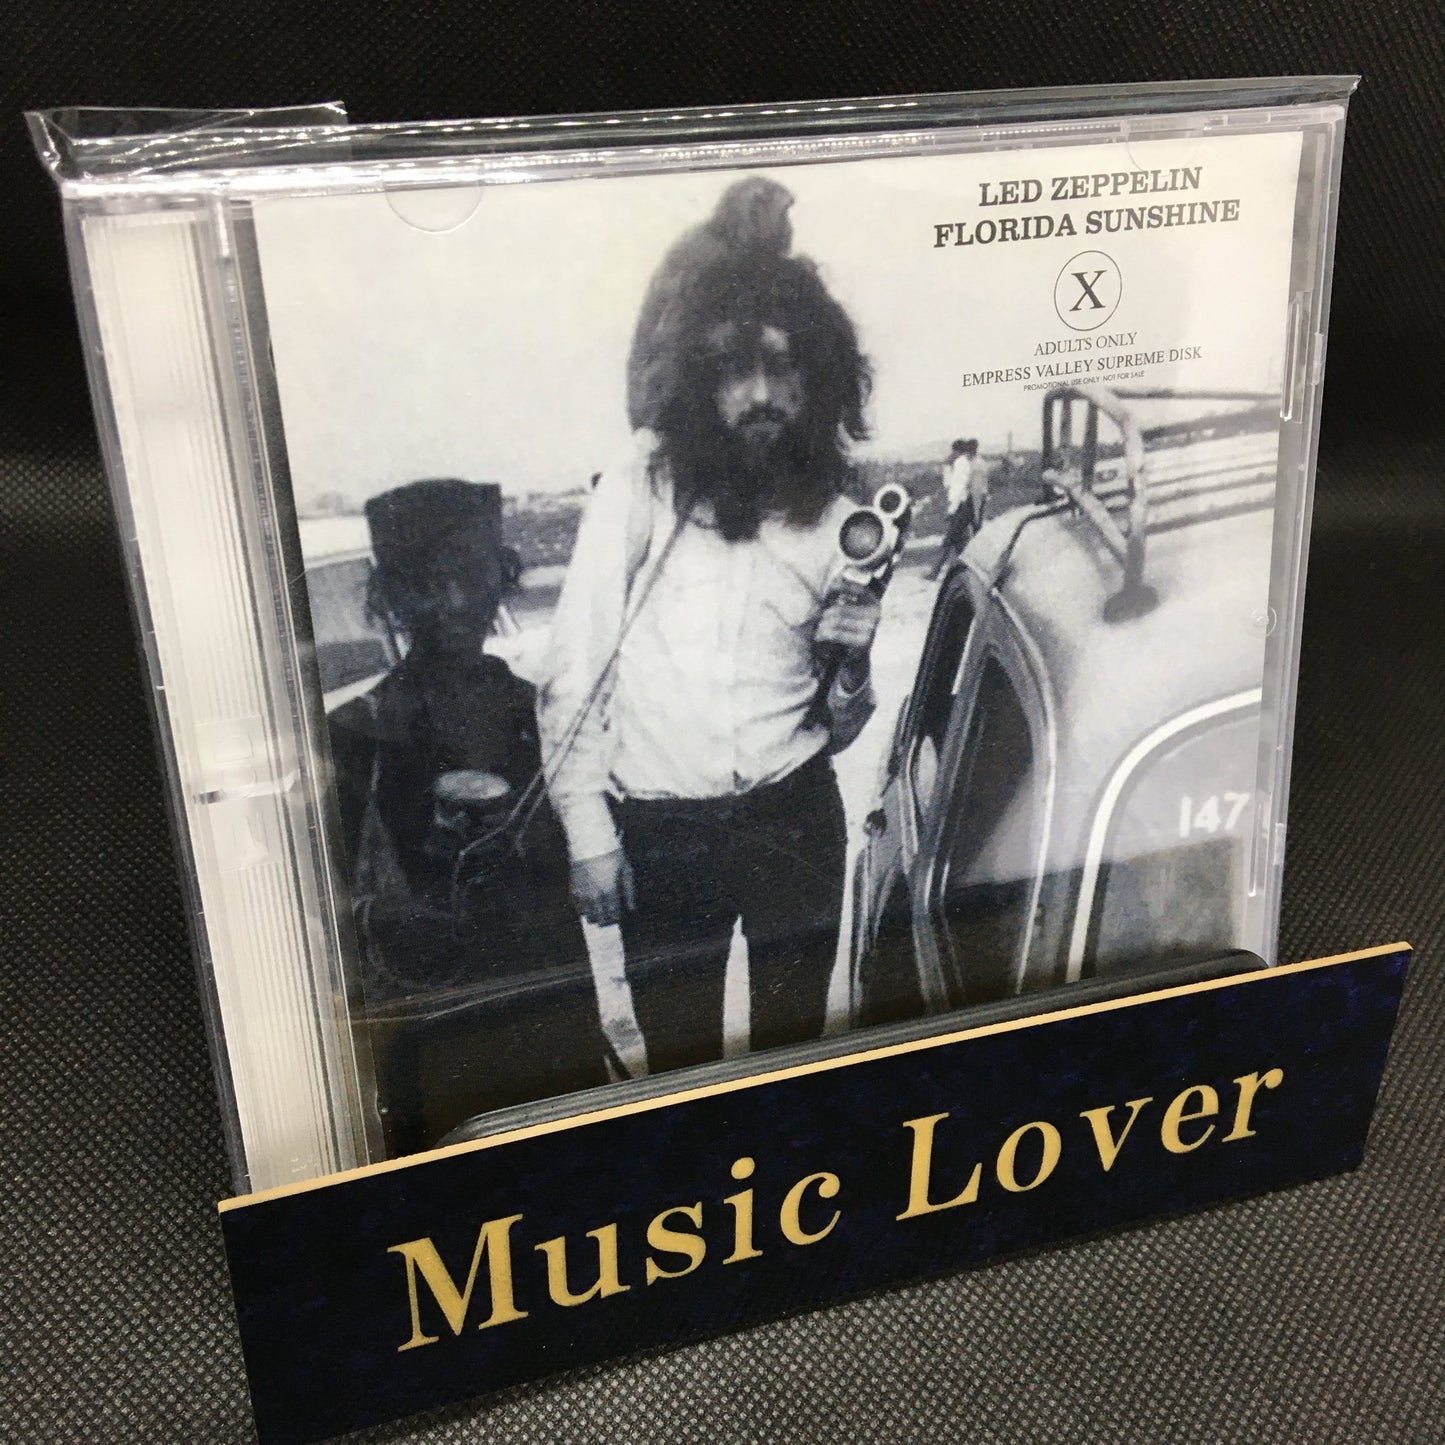 LED ZEPPELIN
FLORIDA SUNSHINE
X
ADULTS ONLY
EMPRESS VALLEY SUPREME DISK
PROMOTIONAL USE ONLY NOT FOR SALE
147
Music Lover